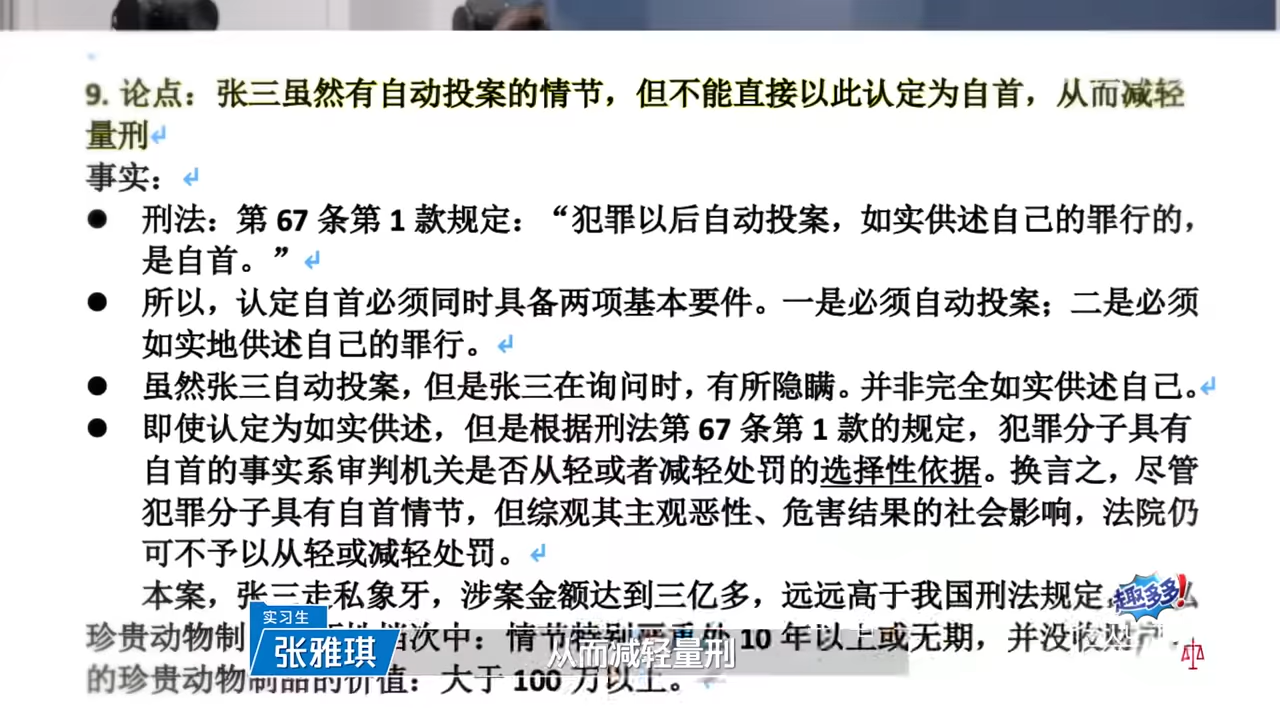 9. 论点：张三虽然有自动投案的情节，但不能直接以此认定为自首，从而减轻
量刑
事实：
● 刑法：第 67 条第 1 款规定：“犯罪以后自动投案，如实供述自己的罪行的，
是自首。”
● 所以，认定自首必须同时具备两项基本要件。一是必须自动投案；二是必须
如实地供述自己的罪行。
● 虽然张三自动投案，但是张三在询问时，有所隐瞒。并非完全如实供述自己。
● 即使认定为如实供述，但是根据刑法第 67 条第 1 款的规定，犯罪分子具有
自首的事实系审判机关是否从轻或者减轻处罚的选择性依据。换言之，尽管
犯罪分子具有自首情节，但综观其主观恶性、危害结果的社会影响，法院仍
可不予以从轻或减轻处罚。
本案，张三走私象牙，涉案金额达到三亿多，远远高于我国刑法规定，
趣多多！
珍贵动物制 档次中：情节特别严重处 10 年以上或无期，并没收
的珍贵动物制品的价值：大于 100 万以上。
实习生
张雅琪
从而减轻量刑